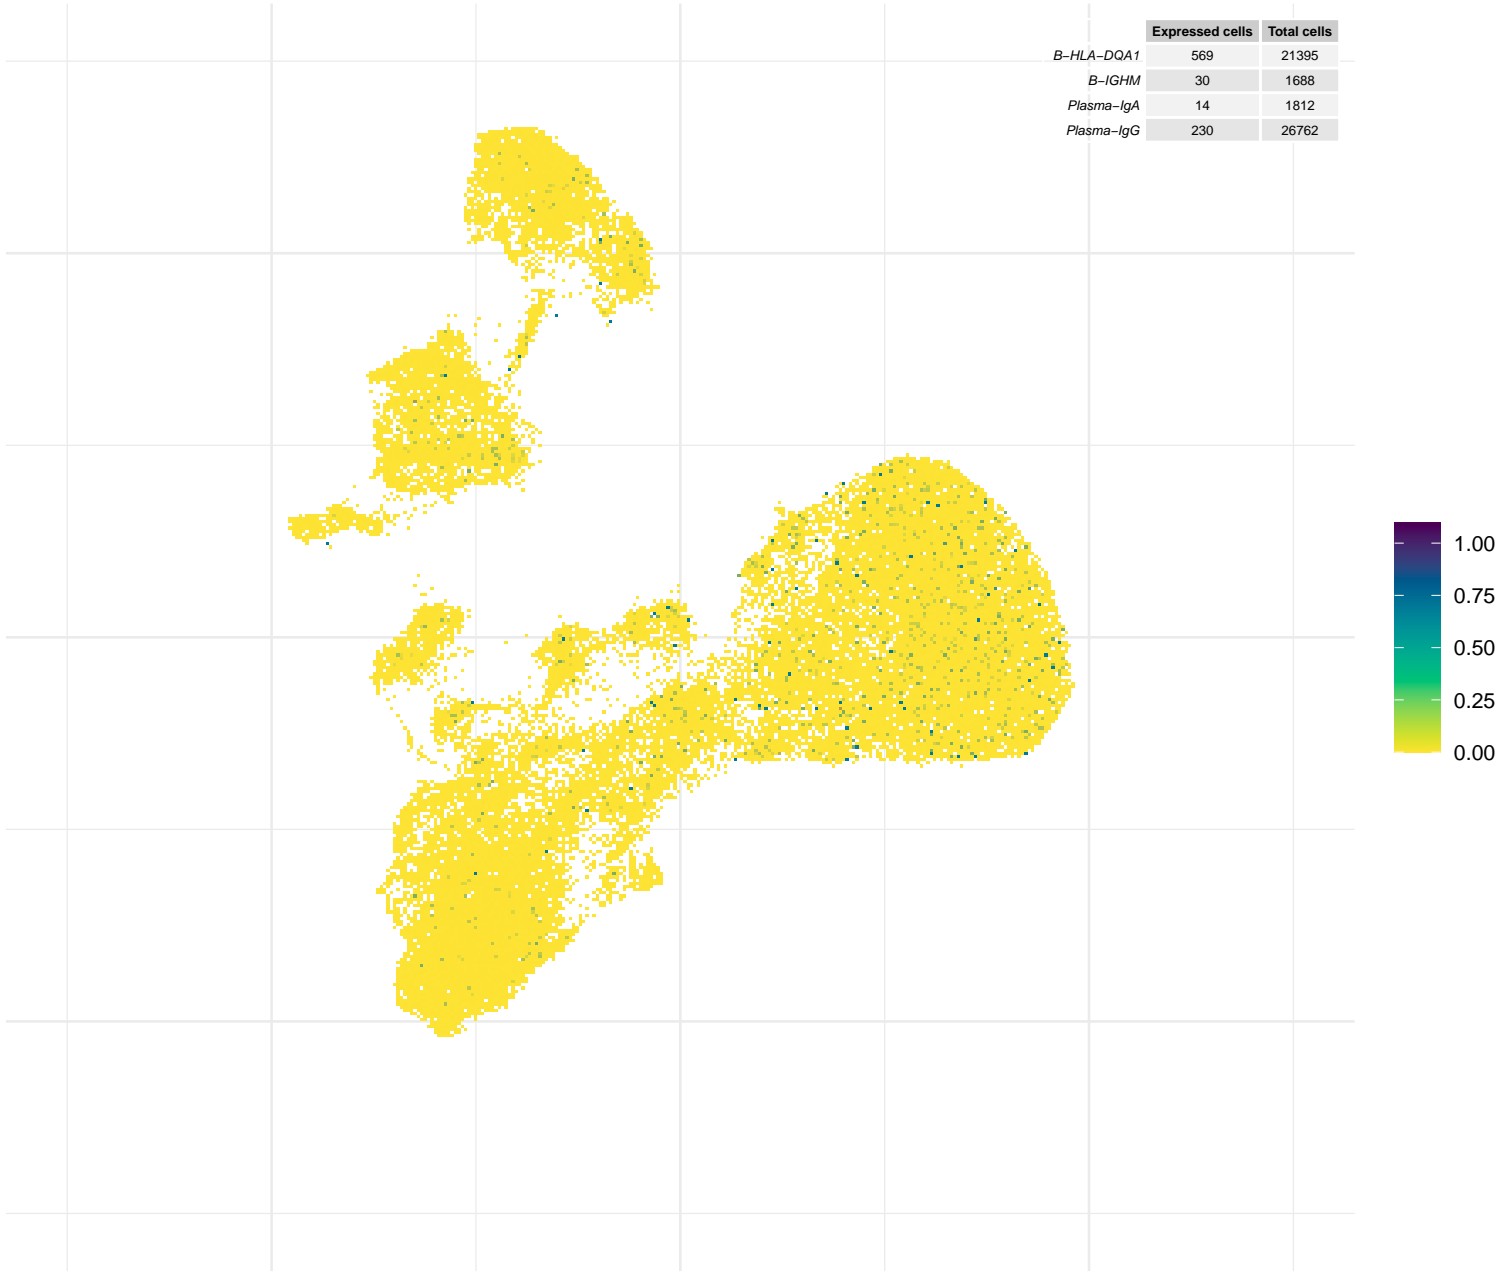 Expressed cells Total cells
B−HLA−DQA1 569 21395
B−IGHM 30 1688
Plasma−IgA 14 1812
Plasma−IgG 230 26762
1.00
0.75
0.50
0.25
0.00